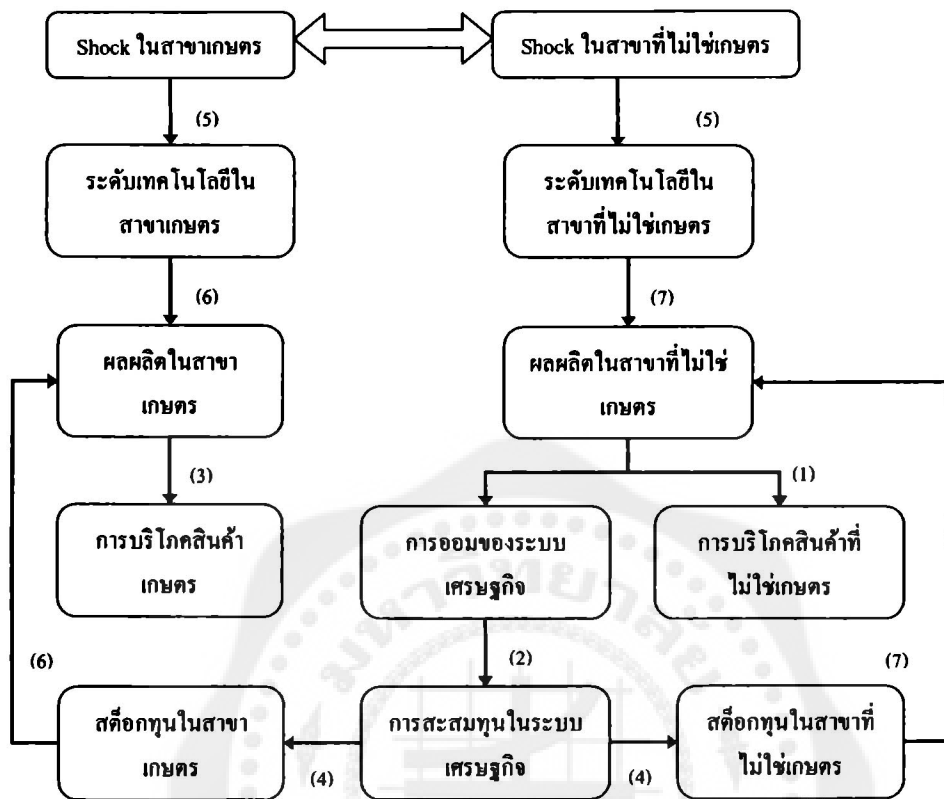 Shock ในสาขาเกษตร
Shock ในสาขาที่ไม่ใช่เกษตร
(5)
(5)
ระดับเทคโนโลยีใน
สาขาเกษตร
ระดับเทคโนโลยีใน
สาขาที่ไม่ใช่เกษตร
(6)
(7)
ผลผลิตในสาขา
เกษตร
ผลผลิตในสาขาที่ไม่ใช่
เกษตร
(3)
(1)
การบริโภคสินค้า
เกษตร
การออมของระบบ
เศรษฐกิจ
การบริโภคสินค้าที่
ไม่ใช่เกษตร
(6)
(2)
(7)
สต็อกทุนในสาขา
เกษตร
การสะสมทุนในระบบ
เศรษฐกิจ
สต็อกทุนในสาขาที่
ไม่ใช่เกษตร
(4)
(4)